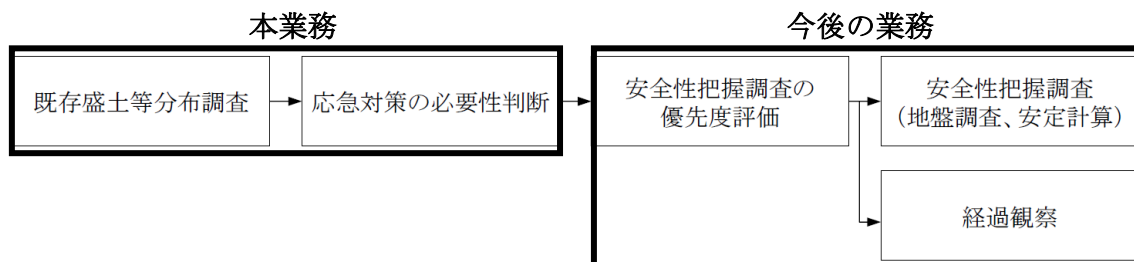 本業務
今後の業務
既存盛土等分布調査
応急対策の必要性判断
安全性把握調査の
優先度評価
安全性把握調査
（地盤調査、安定計算）
経過観察